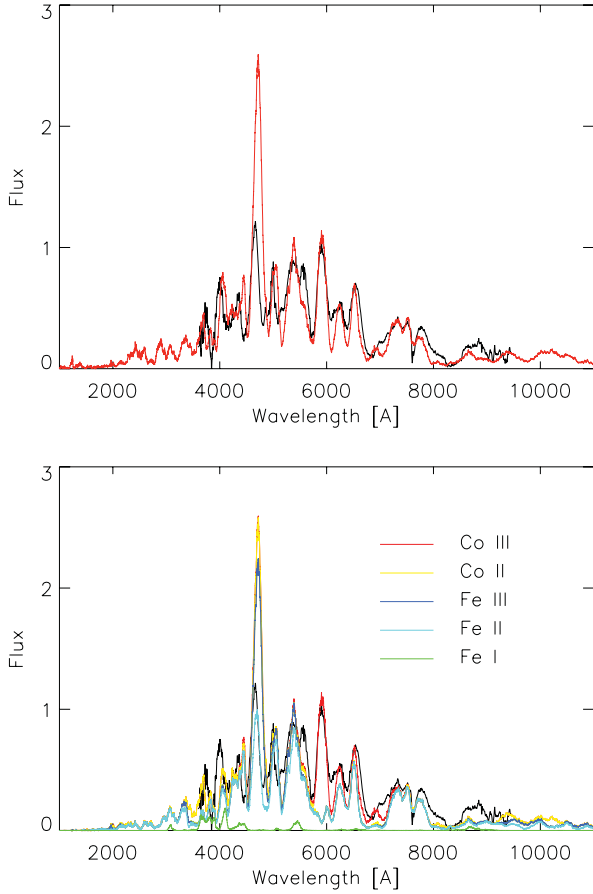 3
2
1
0
Flux
2000 4000 6000 8000 10000
Wavelength [A]
3
2
1
0
Flux
Co III
Co II
Fe III
Fe II
Fe I
2000 4000 6000 8000 10000
Wavelength [A]